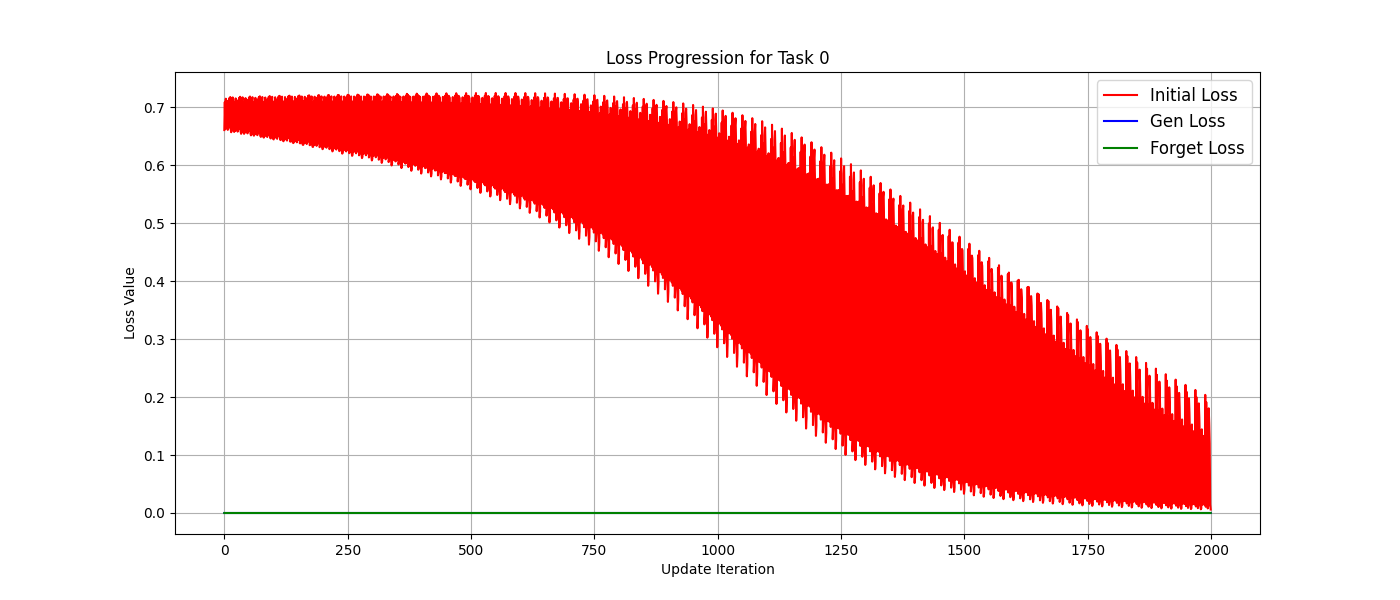 Loss Progression for Task 0
Initial Loss
Gen Loss
Forget Loss
Loss Value
0.7
0.6
0.5
0.4
0.3
0.2
0.1
0.0
0 250 500 750 1000 1250 1500 1750 2000
Update Iteration